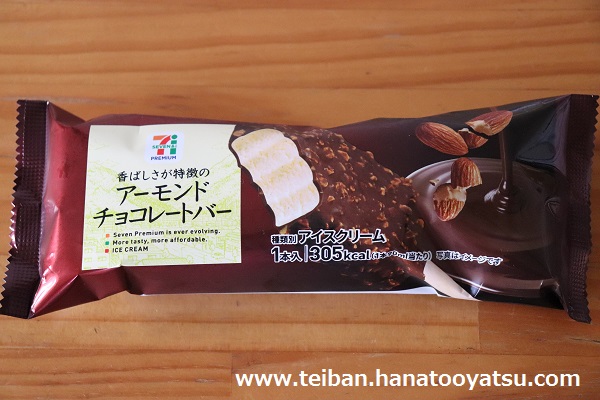 7i
SEVEN&i
PREMIUM
香ばしさが特徴の
アーモンド
チョコレートバー
Seven Premium is ever evolving.
More tasty, more affordable.
ICE CREAM
種類別 アイスクリーム
1本入 305kcal
写真はイメージです
www.teiban.hanatooyatsu.com